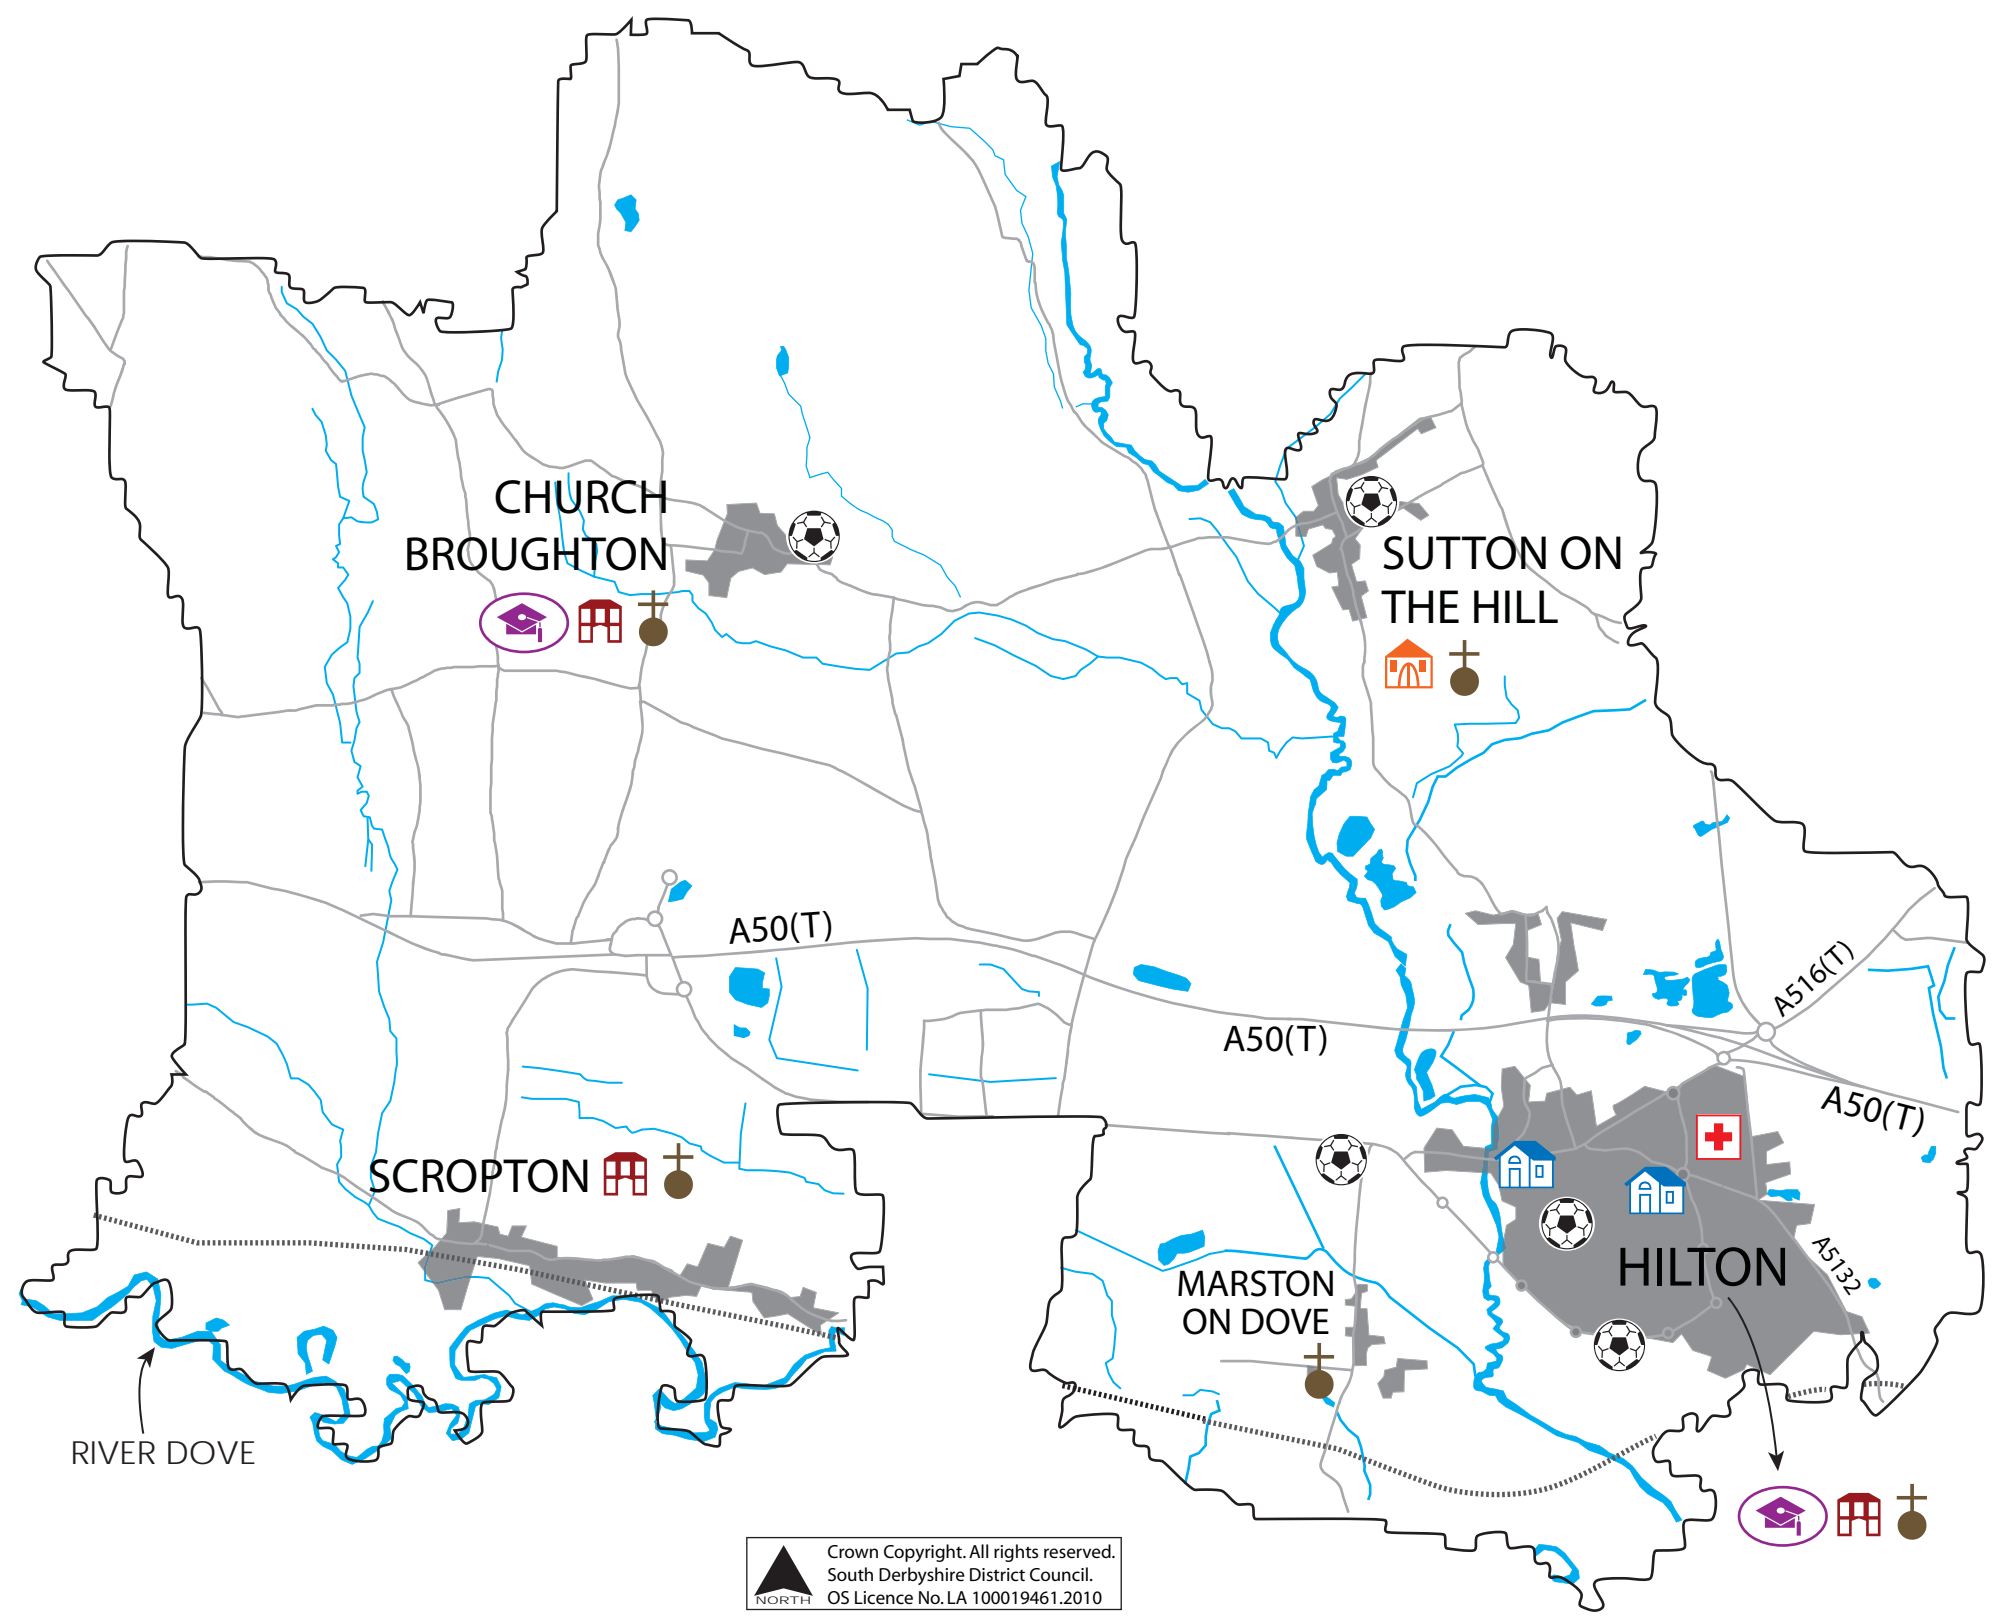 CHURCH
BROUGHTON
SUTTON ON
THE HILL
A50(T)
A516(T)
A50(T)
A50(T)
SCROPTON
A5132
HILTON
MARSTON
ON DOVE
RIVER DOVE
NORTH
Crown Copyright. All rights reserved.
South Derbyshire District Council.
OS Licence No. LA 100019461.2010